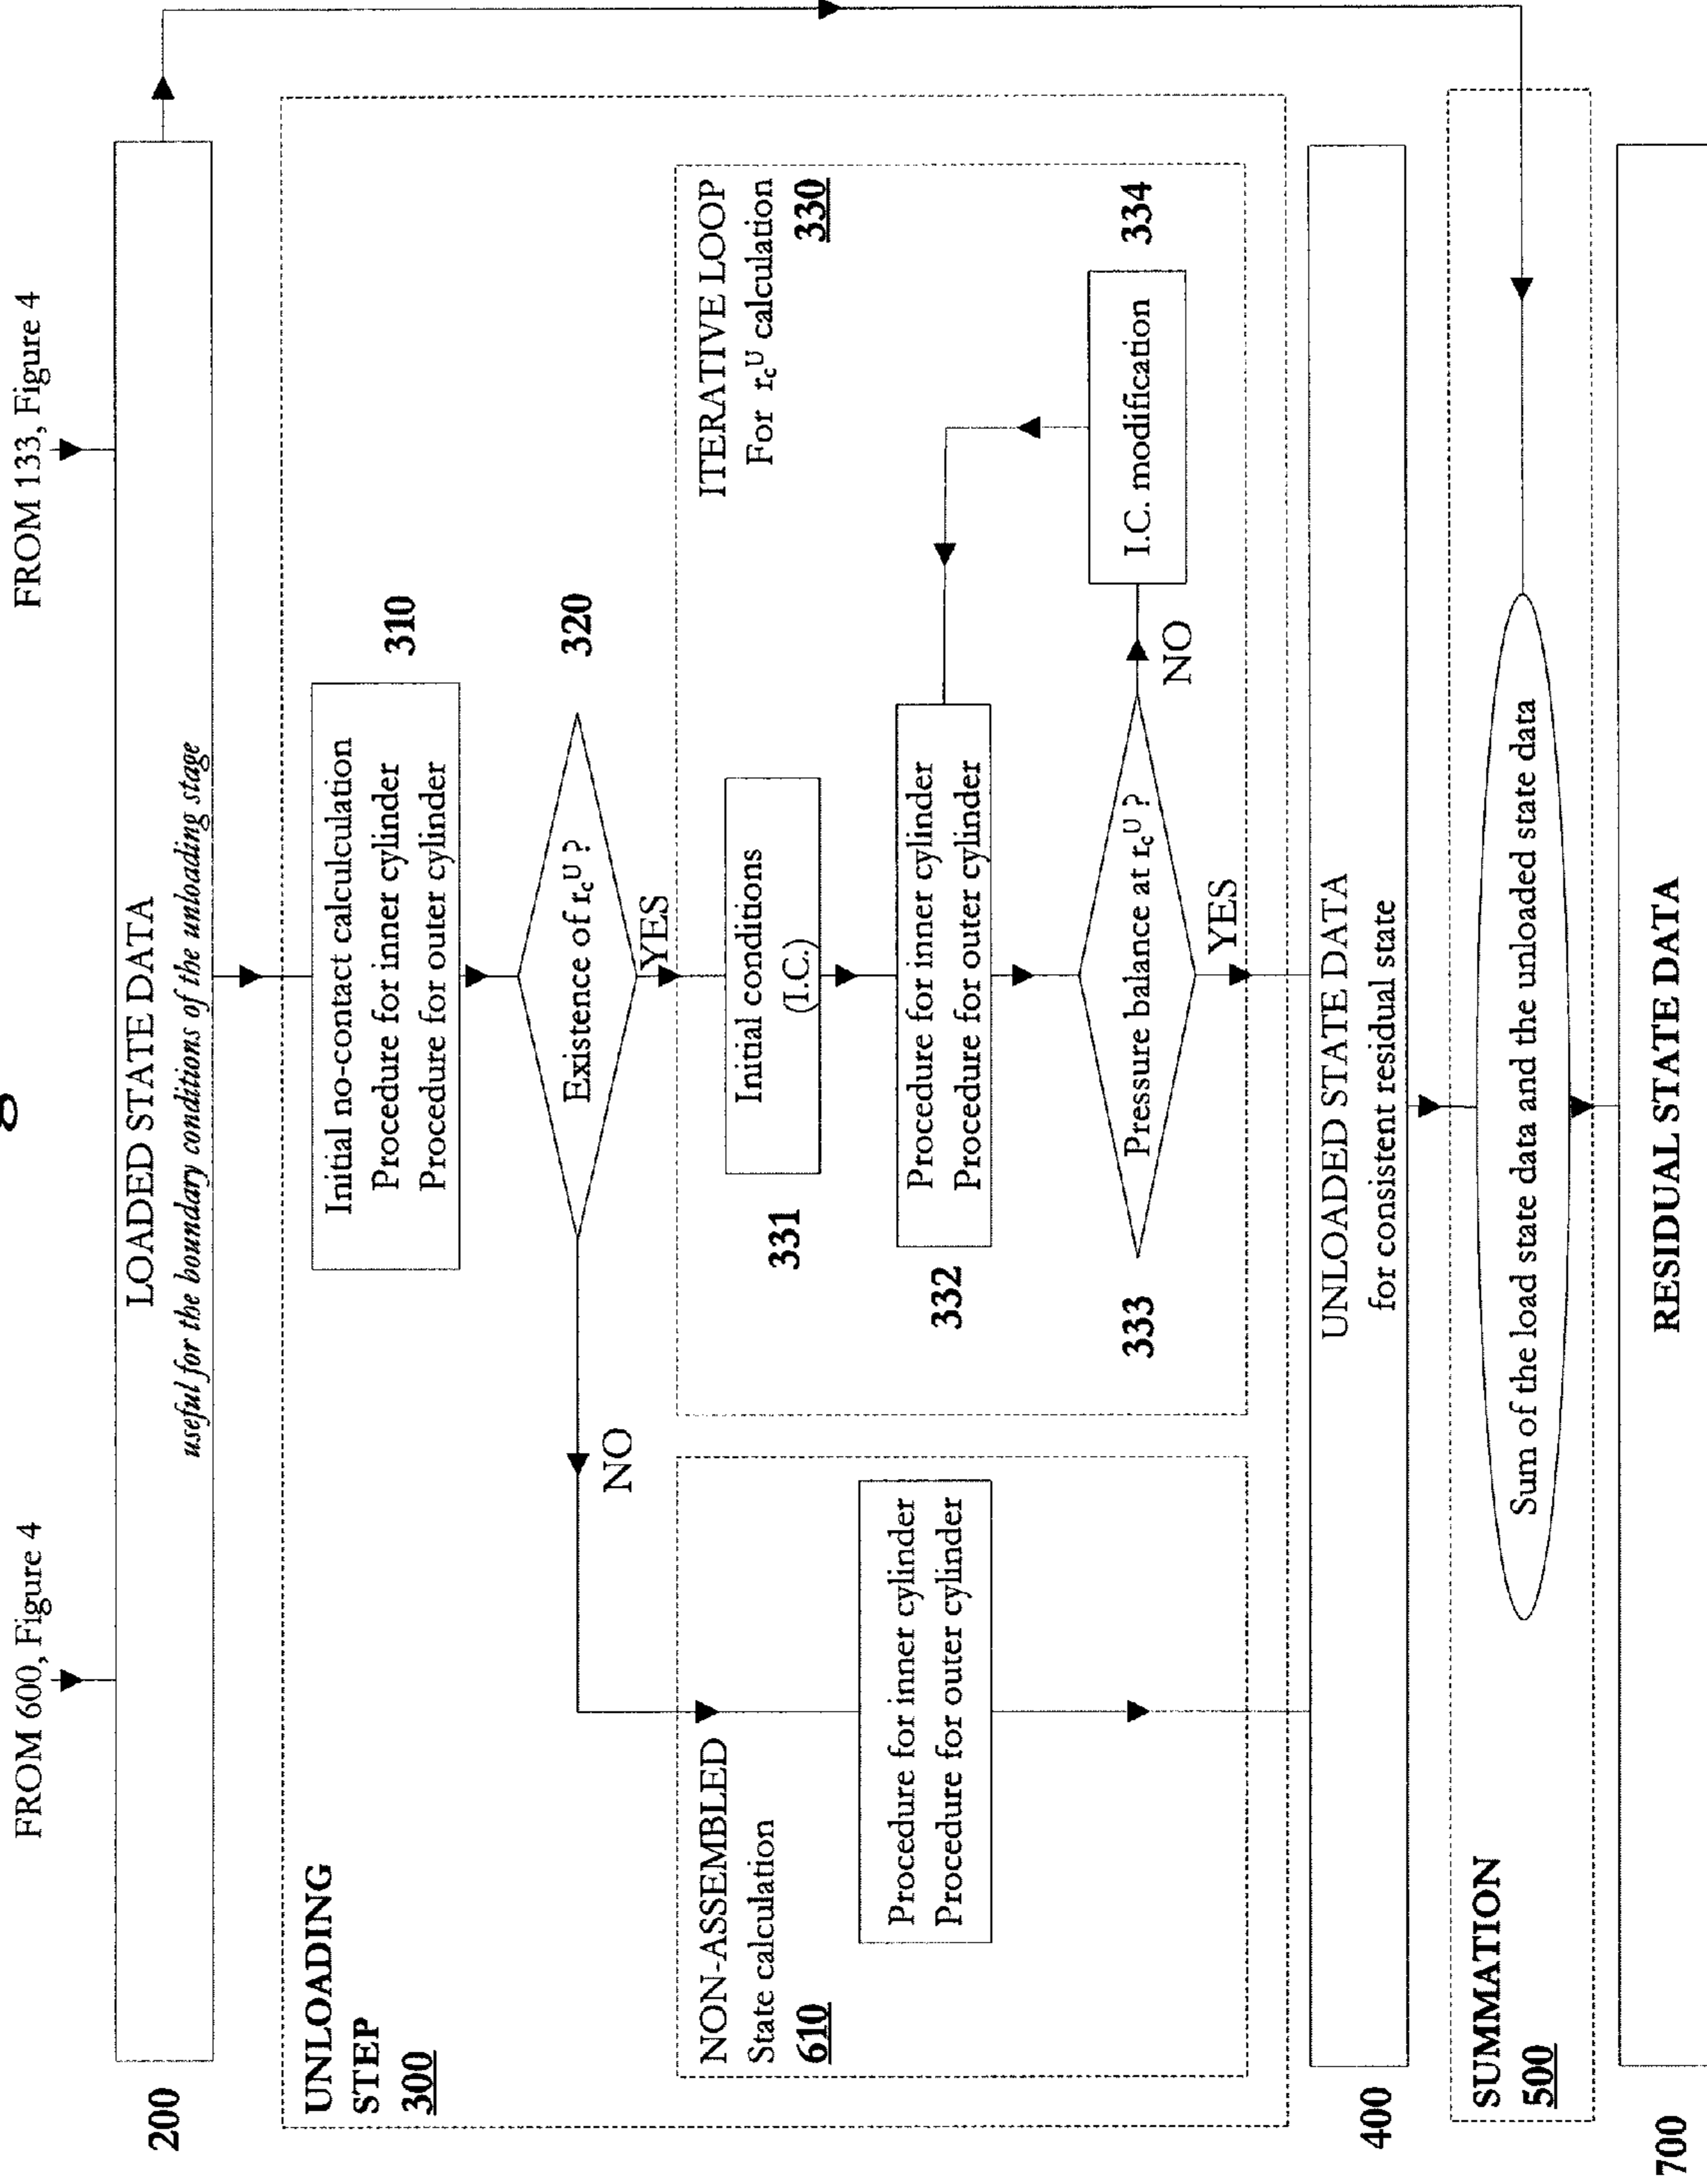 FROM 600, Figure 4
FROM 133, Figure 4
200
LOADED STATE DATA
useful for the boundary conditions of the unloading stage
UNLOADING
STEP
300
Initial no-contact calculculation
Procedure for inner cylinder
Procedure for outer cylinder
310
Existence of r_c^U ?
320
NO
YES
NON-ASSEMBLED
State calculation
610
Procedure for inner cylinder
Procedure for outer cylinder
ITERATIVE LOOP
For r_c^U calculation
330
331
Initial conditions
(I.C.)
332
Procedure for inner cylinder
Procedure for outer cylinder
333
Pressure balance at r_c^U ?
NO
I.C. modification
334
YES
400
UNLOADED STATE DATA
for consistent residual state
SUMMATION
500
Sum of the load state data and the unloaded state data
700
RESIDUAL STATE DATA